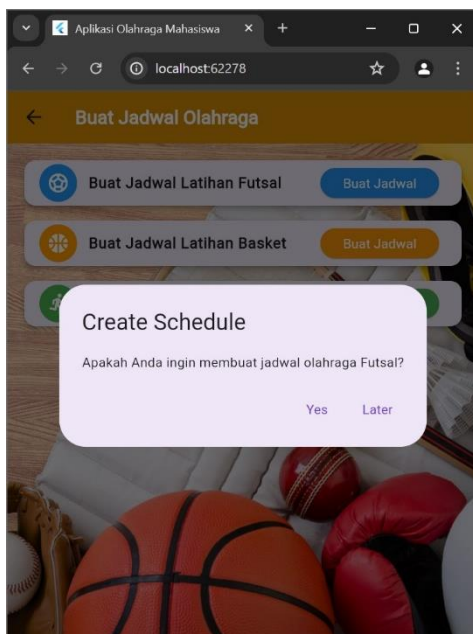 Aplikasi Olahraga Mahasiswa
localhost:62278
Buat Jadwal Olahraga
Buat Jadwal Latihan Futsal
Buat Jadwal
Buat Jadwal Latihan Basket
Buat Jadwal
Create Schedule
Apakah Anda ingin membuat jadwal olahraga Futsal?
Yes Later